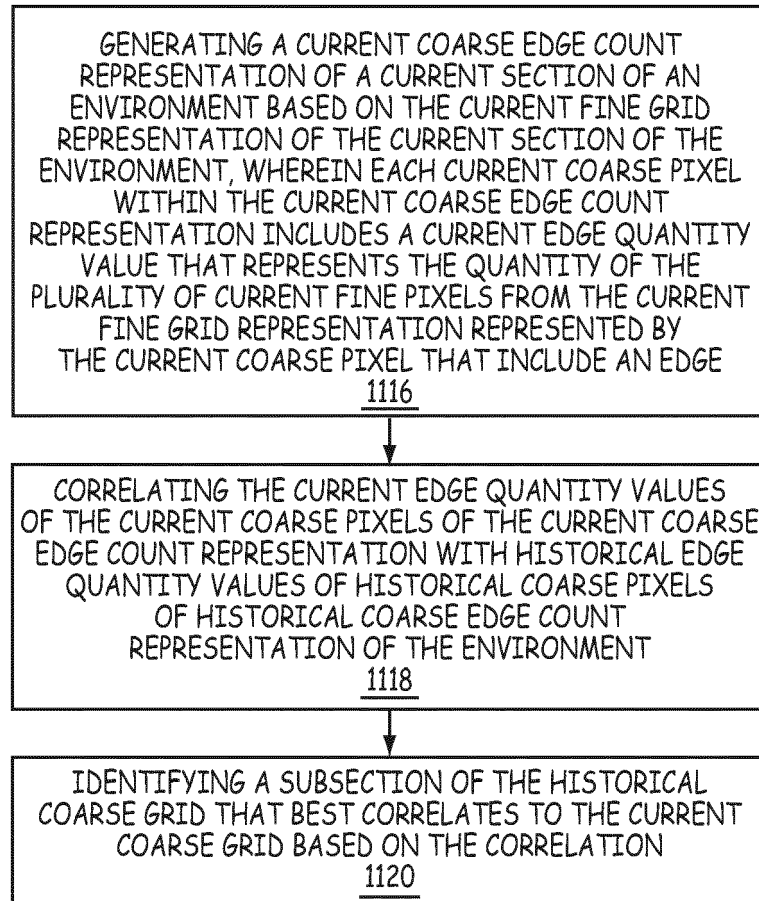 GENERATING A CURRENT COARSE EDGE COUNT
REPRESENTATION OF A CURRENT SECTION OF AN
ENVIRONMENT BASED ON THE CURRENT FINE GRID
REPRESENTATION OF THE CURRENT SECTION OF THE
ENVIRONMENT, WHEREIN EACH CURRENT COARSE PIXEL
WITHIN THE CURRENT COARSE EDGE COUNT
REPRESENTATION INCLUDES A CURRENT EDGE QUANTITY
VALUE THAT REPRESENTS THE QUANTITY OF THE
PLURALITY OF CURRENT FINE PIXELS FROM THE CURRENT
FINE GRID REPRESENTATION REPRESENTED BY
THE CURRENT COARSE PIXEL THAT INCLUDE AN EDGE
1116
CORRELATING THE CURRENT EDGE QUANTITY VALUES
OF THE CURRENT COARSE PIXELS OF THE CURRENT COARSE
EDGE COUNT REPRESENTATION WITH HISTORICAL EDGE
QUANTITY VALUES OF HISTORICAL COARSE PIXELS
OF HISTORICAL COARSE EDGE COUNT
REPRESENTATION OF THE ENVIRONMENT
1118
IDENTIFYING A SUBSECTION OF THE HISTORICAL
COARSE GRID THAT BEST CORRELATES TO THE CURRENT
COARSE GRID BASED ON THE CORRELATION
1120